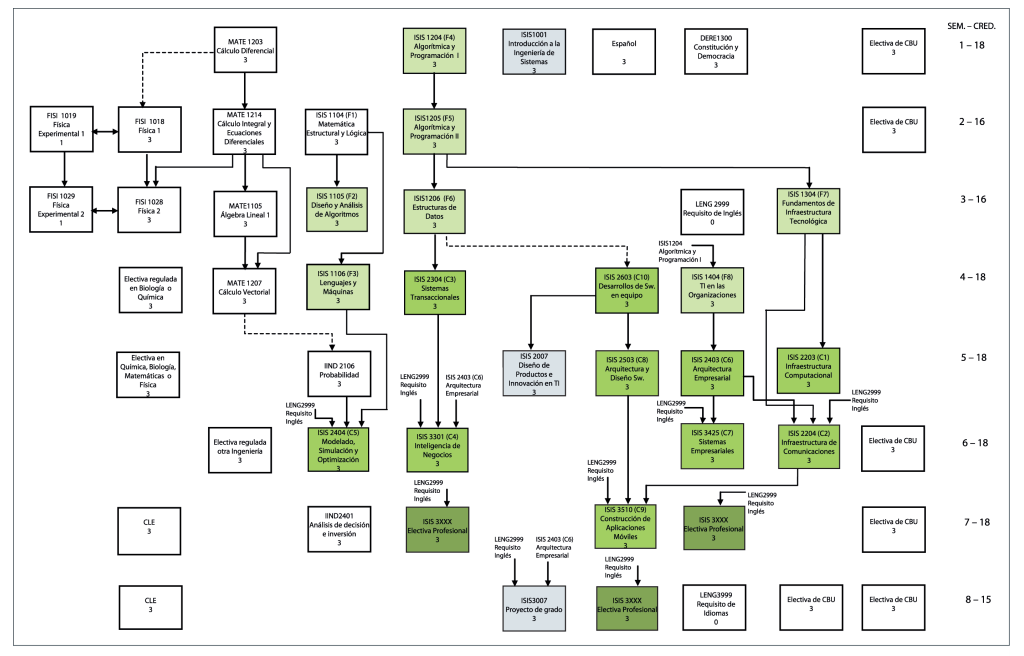 SEM. – CRED.
MATE 1203
Cálculo Diferencial
3
ISIS 1204 (F4)
Algorítmica y
Programación I
3
ISIS1001
Introducción a la
Ingeniería de
Sistemas
3
Español
3
DERE1300
Constitución y
Democracia
3
Electiva de CBU
3
1 – 18
FISI 1019
Física
Experimental 1
1
FISI 1018
Física 1
3
MATE 1214
Cálculo Integral y
Ecuaciones
Diferenciales
3
ISIS 1104 (F1)
Matemática
Estructural y Lógica
3
ISIS1205 (F5)
Algorítmica y
Programación II
3
Electiva de CBU
3
2 – 16
FISI 1029
Física
Experimental 2
1
FISI 1028
Física 2
3
MATE1105
Álgebra Lineal 1
3
ISIS 1105 (F2)
Diseño y Análisis
de Algoritmos
3
ISIS1206 (F6)
Estructuras de
Datos
3
LENG 2999
Requisito de Inglés
0
ISIS 1304 (F7)
Fundamentos de
Infraestructura
Tecnológica
3 – 16
ISIS1204
Algorítmica y
Programación I
Electiva regulada
en Biología o
Química
3
MATE 1207
Cálculo Vectorial
3
ISIS 1106 (F3)
Lenguajes y
Máquinas
3
ISIS 2304 (C3)
Sistemas
Transaccionales
3
ISIS 2603 (C10)
Desarrollos de Sw.
en equipo
3
ISIS 1404 (F8)
TI en las
Organizaciones
3
4 – 18
Electiva en
Química, Biología,
Matemáticas o
Física
3
IIND 2106
Probabilidad
3
LENG2999
Requisito
Inglés
ISIS 2403 (C6)
Arquitectura
Empresarial
ISIS 2007
Diseño de
Productos e
Innovación en TI
3
ISIS 2503 (C8)
Arquitectura y
Diseño Sw.
3
ISIS 2403 (C6)
Arquitectura
Empresarial
3
ISIS 2203 (C1)
Infraestructura
Computacional
3
5 – 18
LENG2999
Requisito
Inglés
LENG2999
Requisito
Inglés
LENG2999
Requisito
Inglés
Electiva regulada
otra Ingeniería
3
ISIS 2404 (C5)
Modelado,
Simulación y
Optimización
3
ISIS 3301 (C4)
Inteligencia de
Negocios
3
ISIS 3425 (C7)
Sistemas
Empresariales
3
ISIS 2204 (C2)
Infraestructura de
Comunicaciones
3
Electiva de CBU
3
6 – 18
LENG2999
Requisito
Inglés
LENG2999
Requisito
Inglés
LENG2999
Requisito
Inglés
CLE
3
IIND2401
Análisis de decisión
e inversión
3
ISIS 3XXX
Electiva Profesional
3
ISIS 3510 (C9)
Construcción de
Aplicaciones
Móviles
3
ISIS 3XXX
Electiva Profesional
3
Electiva de CBU
3
7 – 18
LENG2999
Requisito
Inglés
ISIS 2403 (C6)
Arquitectura
Empresarial
LENG2999
Requisito
Inglés
CLE
3
ISIS3007
Proyecto de grado
3
ISIS 3XXX
Electiva Profesional
3
LENG3999
Requisito de
Idiomas
0
Electiva de CBU
3
Electiva de CBU
3
8 – 15